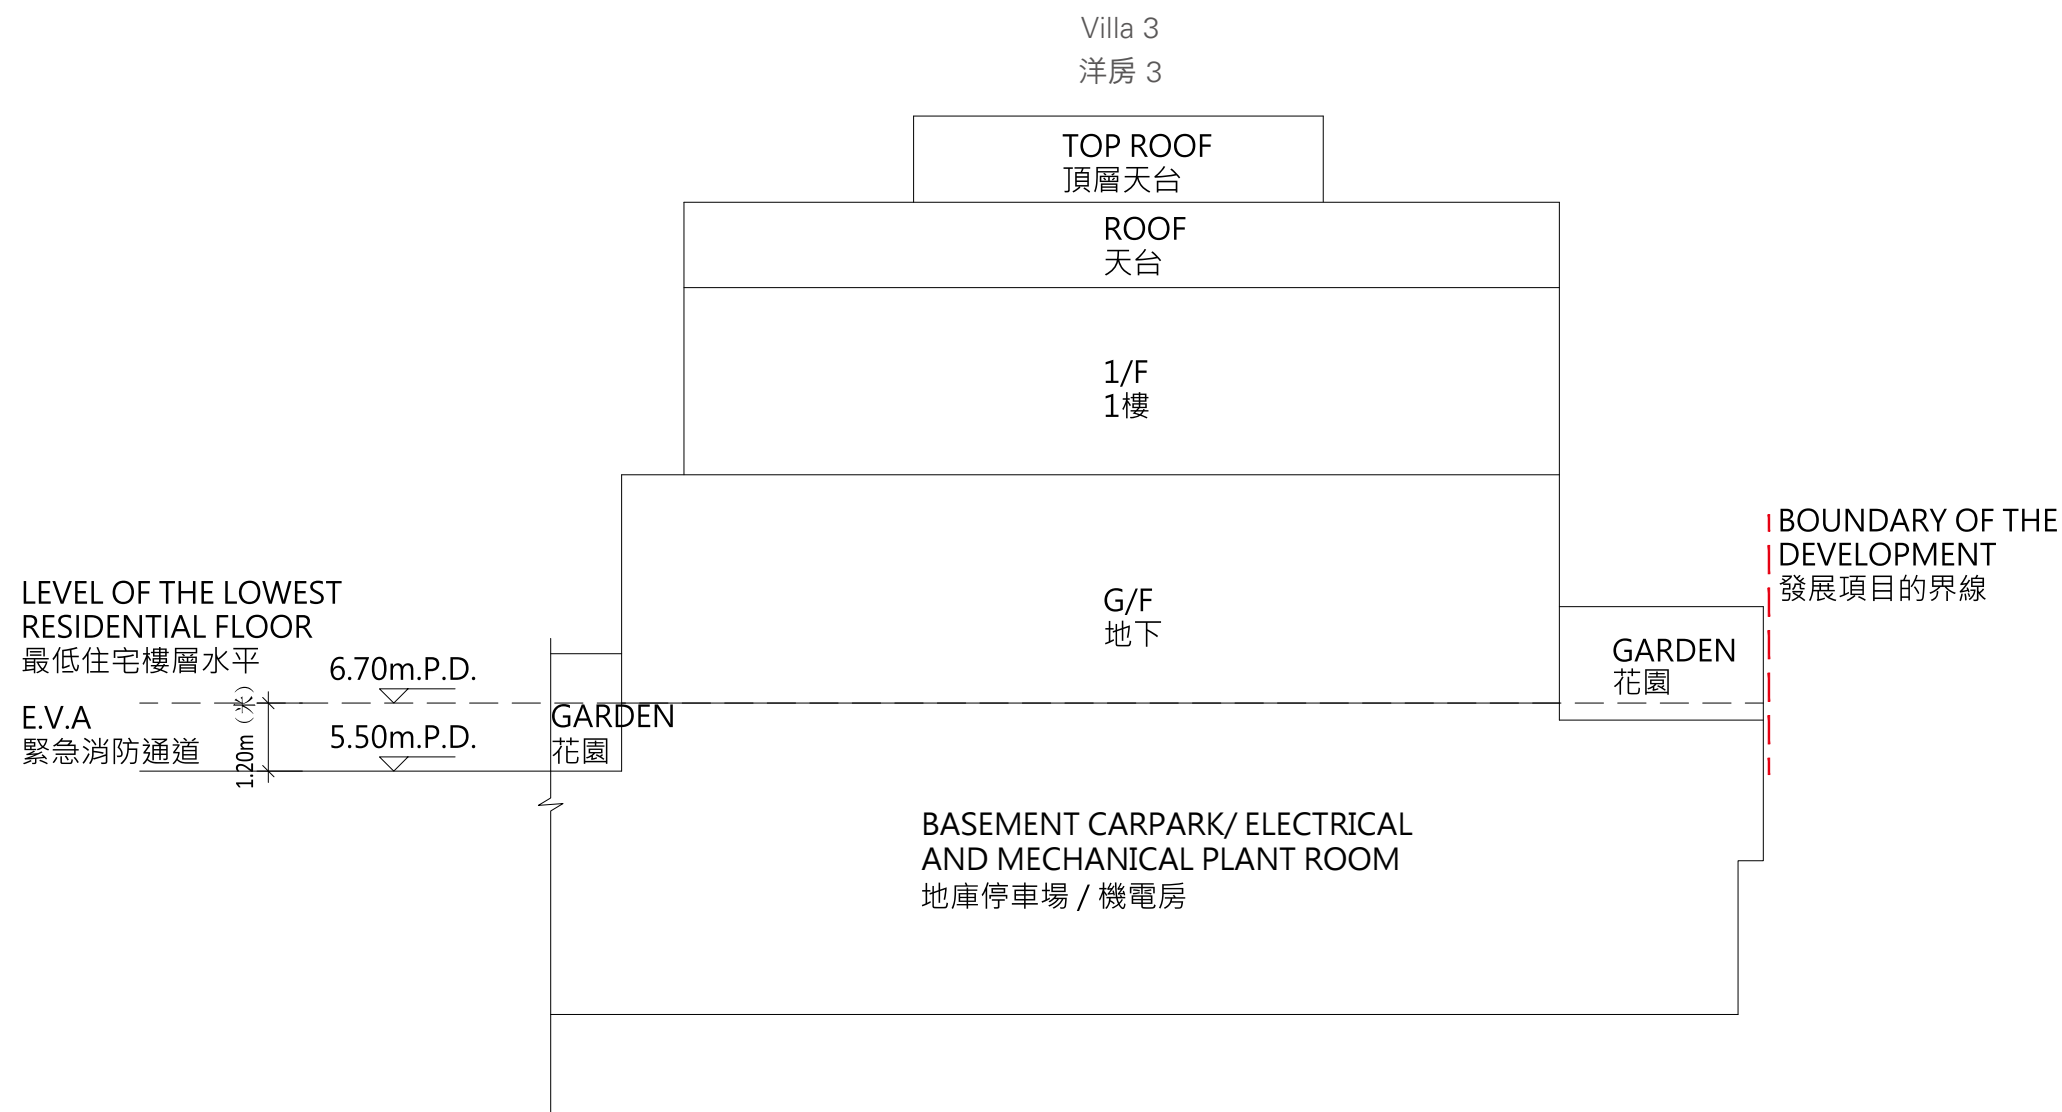 Villa 3
洋房 3
TOP ROOF
頂層天台
ROOF
天台
1/F
1樓
G/F
地下
BOUNDARY OF THE
DEVELOPMENT
發展項目的界線
GARDEN
花園
LEVEL OF THE LOWEST
RESIDENTIAL FLOOR
最低住宅樓層水平
6.70m.P.D.
E.V.A
緊急消防通道
1.20m（米）
5.50m.P.D.
GARDEN
花園
BASEMENT CARPARK/ ELECTRICAL
AND MECHANICAL PLANT ROOM
地庫停車場 / 機電房